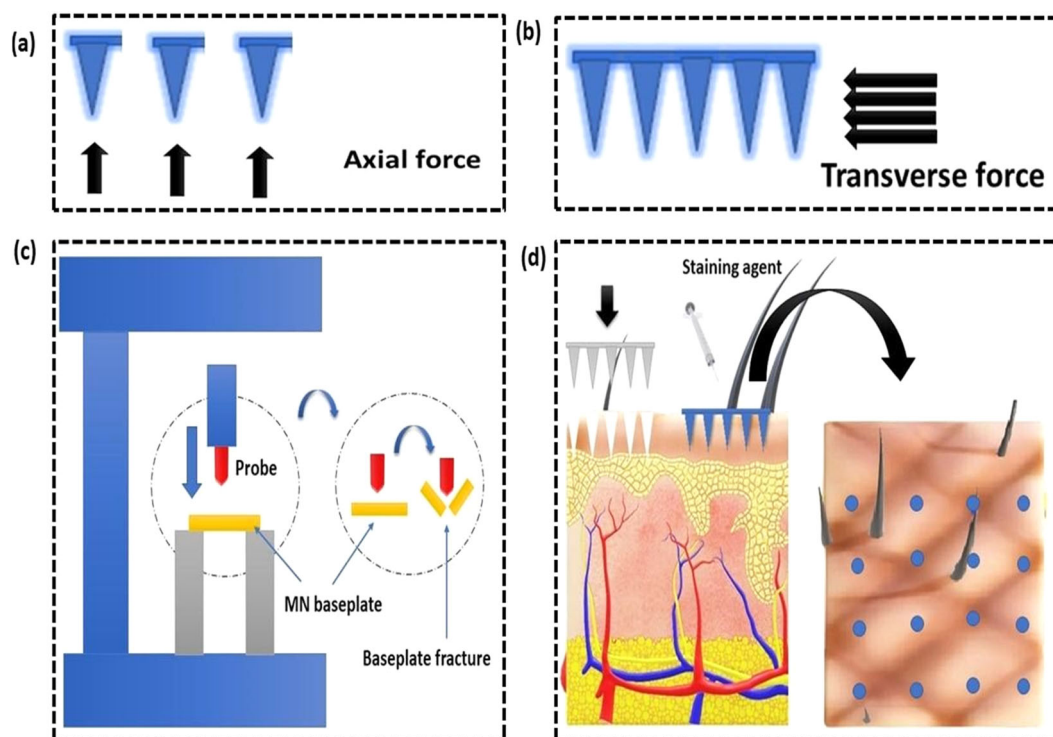 (a)
Axial force
(b)
Transverse force
(c)
Probe
MN baseplate
Baseplate fracture
(d)
Staining agent